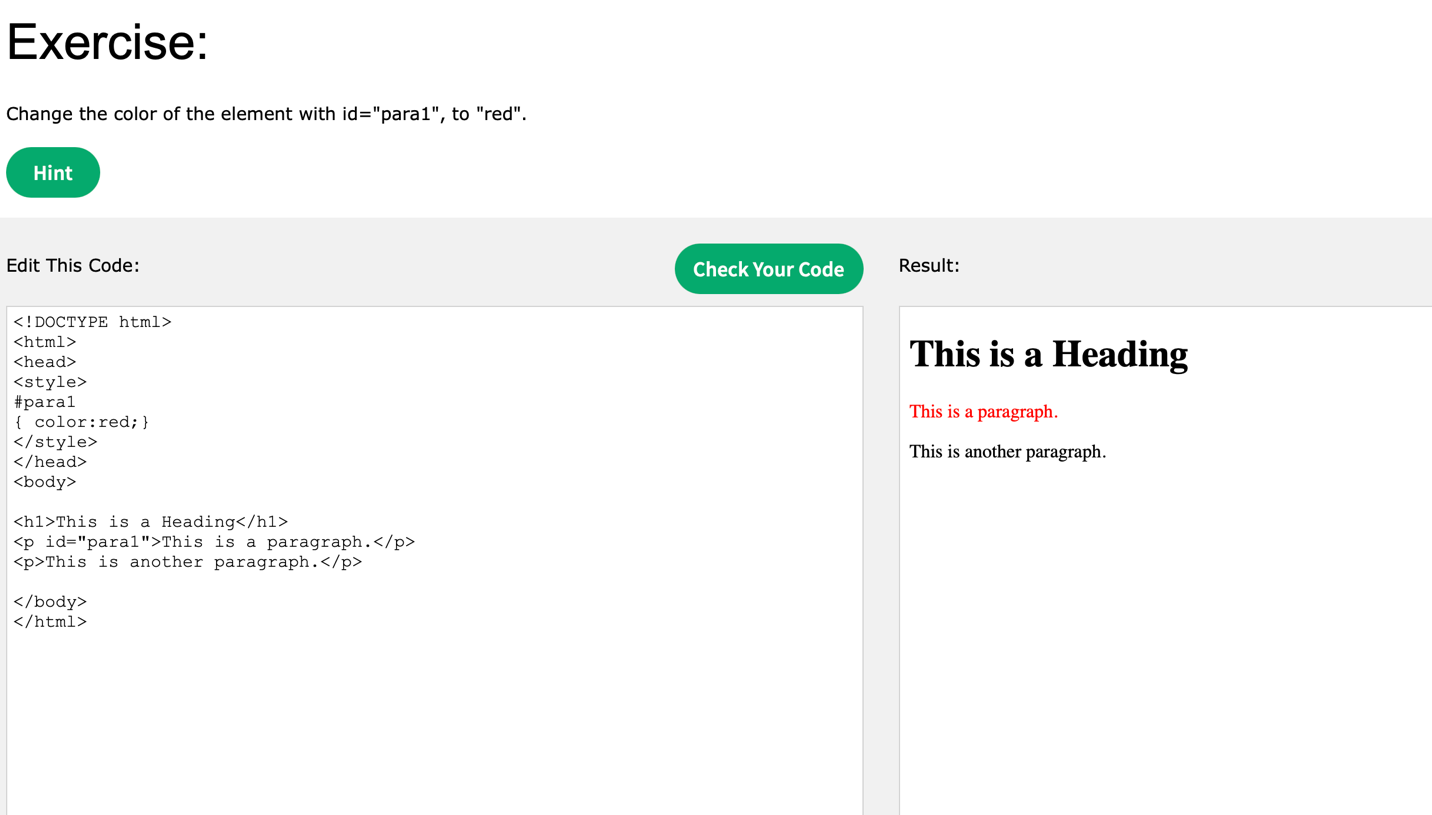 Exercise:
Change the color of the element with id="para1", to "red".
Hint
Edit This Code:
Check Your Code
Result:
<!DOCTYPE html>
<html>
<head>
<style>
#para1
{ color:red;}
</style>
</head>
<body>
<h1>This is a Heading</h1>
<p id="para1">This is a paragraph.</p>
<p>This is another paragraph.</p>
</body>
</html>
This is a Heading
This is a paragraph.
This is another paragraph.